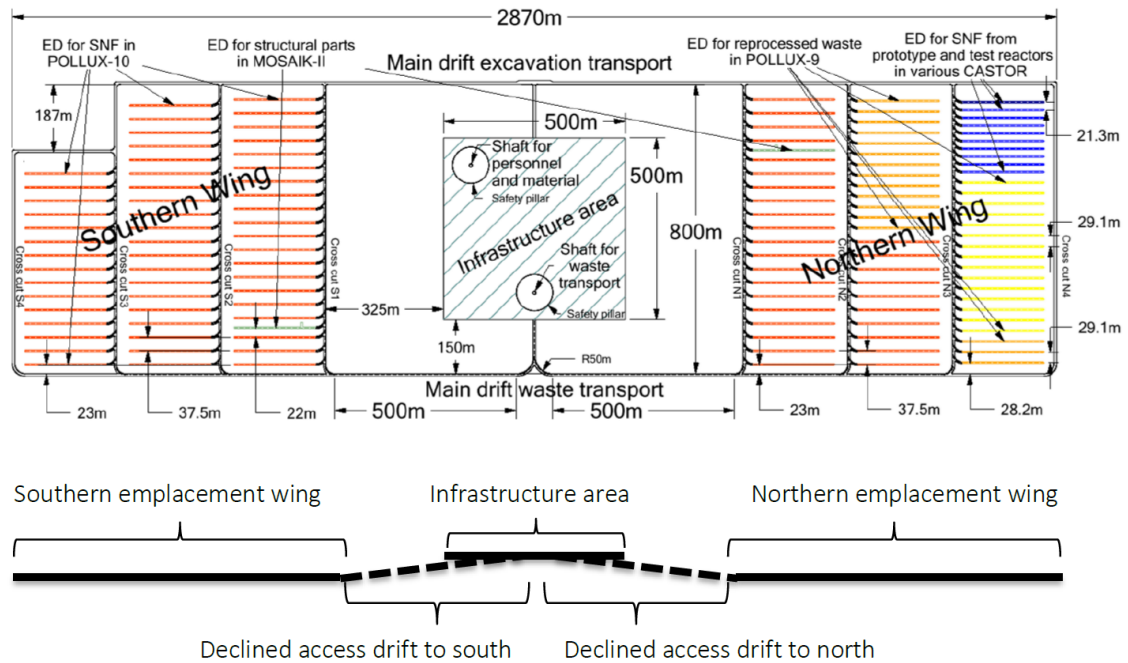 2870m
ED for SNF in
POLLUX-10
ED for structural parts
in MOSAIK-II
Main drift excavation transport
ED for reprocessed waste
in POLLUX-9
ED for SNF from
prototype and test reactors
in various CASTOR
187m
500m
Shaft for
personnel
and material
Safety pillar
500m
21.3m
Southern Wing
Infrastructure area
800m
Northern Wing
29.1m
Shaft for
waste
transport
Safety pillar
Cross cut S4
Cross cut S3
Cross cut S2
Cross cut S1
Cross cut N1
Cross cut N2
Cross cut N3
Cross cut N4
325m
150m
R50m
29.1m
Main drift waste transport
23m
37.5m
22m
500m
500m
23m
37.5m
28.2m
Southern emplacement wing
Infrastructure area
Northern emplacement wing
Declined access drift to south
Declined access drift to north